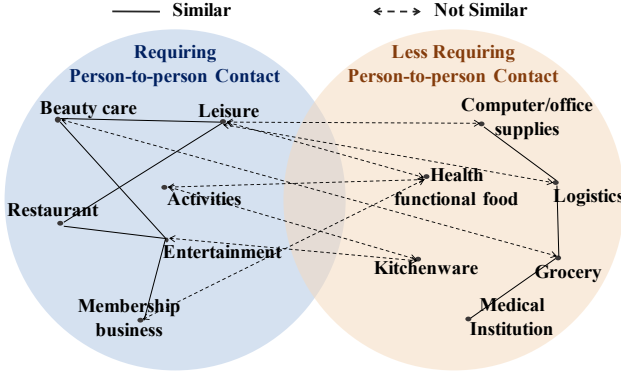 Similar
Not Similar
Requiring
Person-to-person Contact
Less Requiring
Person-to-person Contact
Beauty care
Leisure
Computer/office
supplies
Restaurant
Activities
Health
functional food
Logistics
Entertainment
Kitchenware
Grocery
Membership
business
Medical
Institution